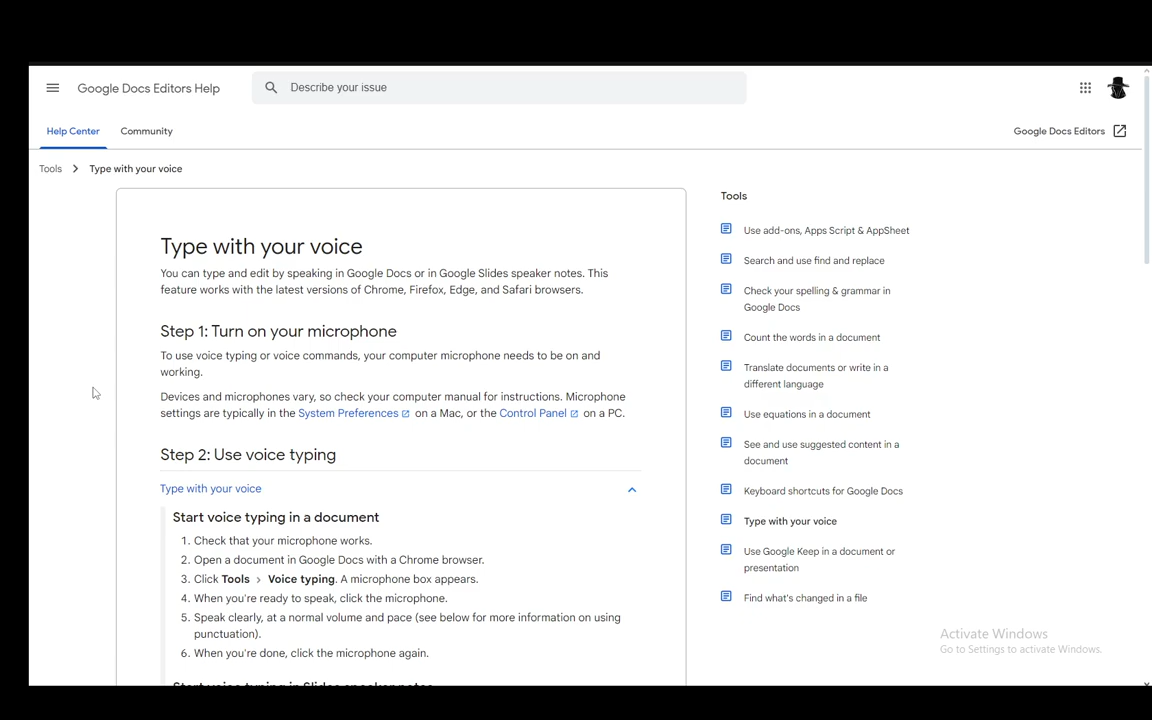 Google Docs Editors Help
Describe your issue
Help Center
Community
Google Docs Editors
Tools > Type with your voice
Type with your voice
You can type and edit by speaking in Google Docs or in Google Slides speaker notes. This
feature works with the latest versions of Chrome, Firefox, Edge, and Safari browsers.
Step 1: Turn on your microphone
To use voice typing or voice commands, your computer microphone needs to be on and
working.
Devices and microphones vary, so check your computer manual for instructions. Microphone
settings are typically in the System Preferences on a Mac, or the Control Panel on a PC.
Step 2: Use voice typing
Type with your voice
Start voice typing in a document
1. Check that your microphone works.
2. Open a document in Google Docs with a Chrome browser.
3. Click Tools > Voice typing. A microphone box appears.
4. When you're ready to speak, click the microphone.
5. Speak clearly, at a normal volume and pace (see below for more information on using
punctuation).
6. When you're done, click the microphone again.
Start voice typing in Slides speaker notes
Tools
Use add-ons, Apps Script & AppSheet
Search and use find and replace
Check your spelling & grammar in
Google Docs
Count the words in a document
Translate documents or write in a
different language
Use equations in a document
See and use suggested content in a
document
Keyboard shortcuts for Google Docs
Type with your voice
Use Google Keep in a document or
presentation
Find what's changed in a file
Activate Windows
Go to Settings to activate Windows.